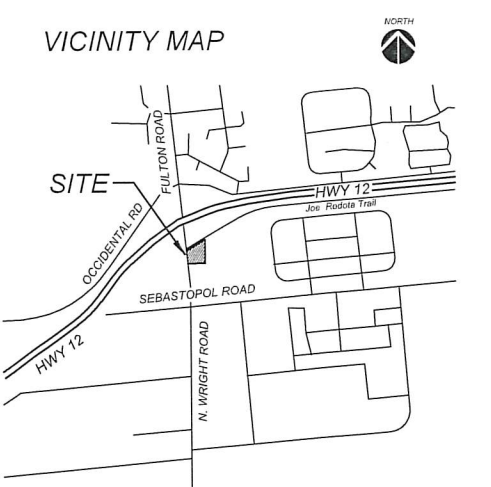 NORTH
VICINITY MAP
FULTON ROAD
SITE
HWY 12
Joe Rodota Trail
OCCIDENTAL RD
SEBASTOPOL ROAD
N. WRIGHT ROAD
HWY 12